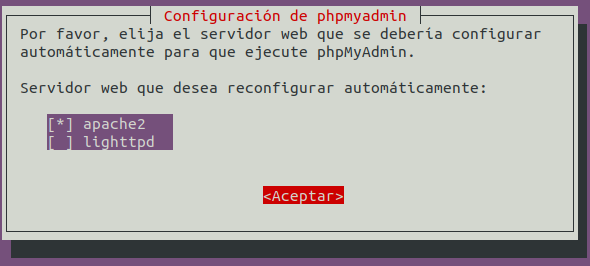 Configuración de phpmyadmin
Por favor, elija el servidor web que se debería configurar
automáticamente para que ejecute phpMyAdmin.
Servidor web que desea reconfigurar automáticamente:
[*] apache2
[ ] lighttpd
<Aceptar>